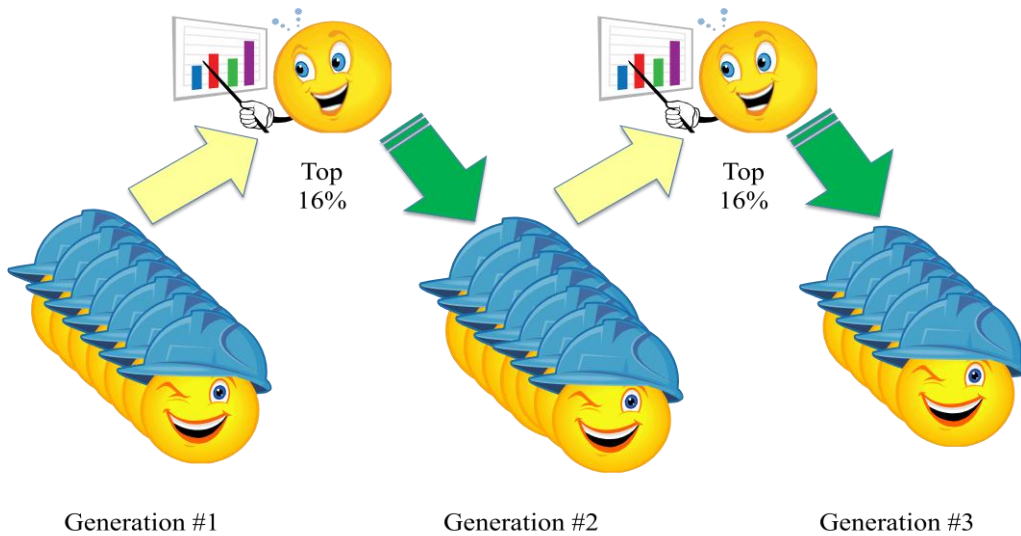 Top
16%
Top
16%
Generation #1
Generation #2
Generation #3